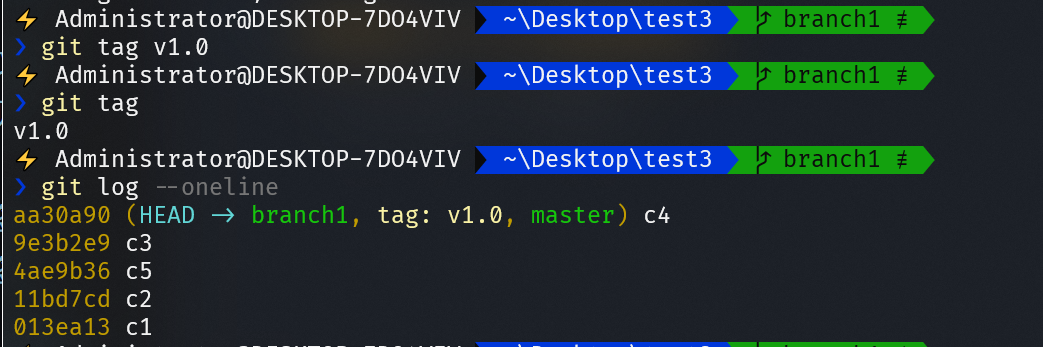 ⚡ Administrator@DESKTOP-7DO4VIV ~\Desktop\test3 branch1 ≢
❯ git tag v1.0
⚡ Administrator@DESKTOP-7DO4VIV ~\Desktop\test3 branch1 ≢
❯ git tag
v1.0
⚡ Administrator@DESKTOP-7DO4VIV ~\Desktop\test3 branch1 ≢
❯ git log --oneline
aa30a90 (HEAD -> branch1, tag: v1.0, master) c4
9e3b2e9 c3
4ae9b36 c5
11bd7cd c2
013ea13 c1